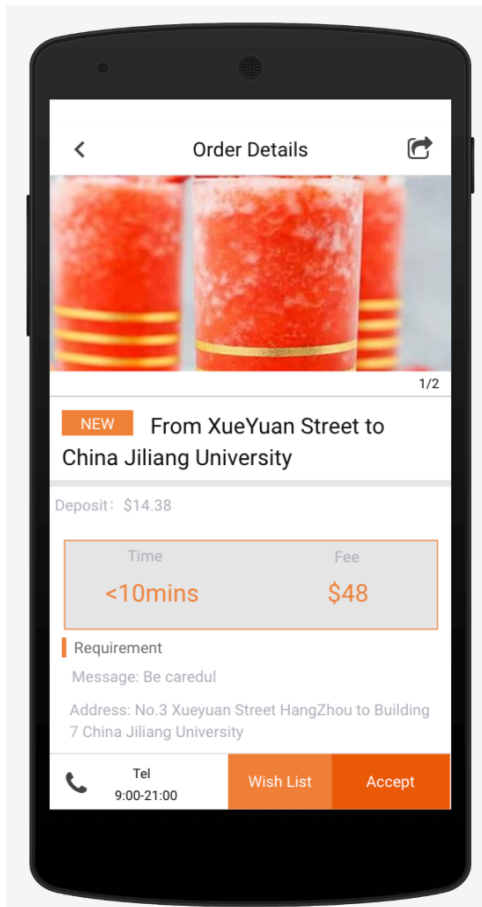 Order Details
1/2
NEW From XueYuan Street to
China Jiliang University
Deposit: $14.38
Time Fee
<10mins $48
Requirement
Message: Be caredul
Address: No.3 Xueyuan Street HangZhou to Building
7 China Jiliang University
Tel
9:00-21:00
Wish List
Accept